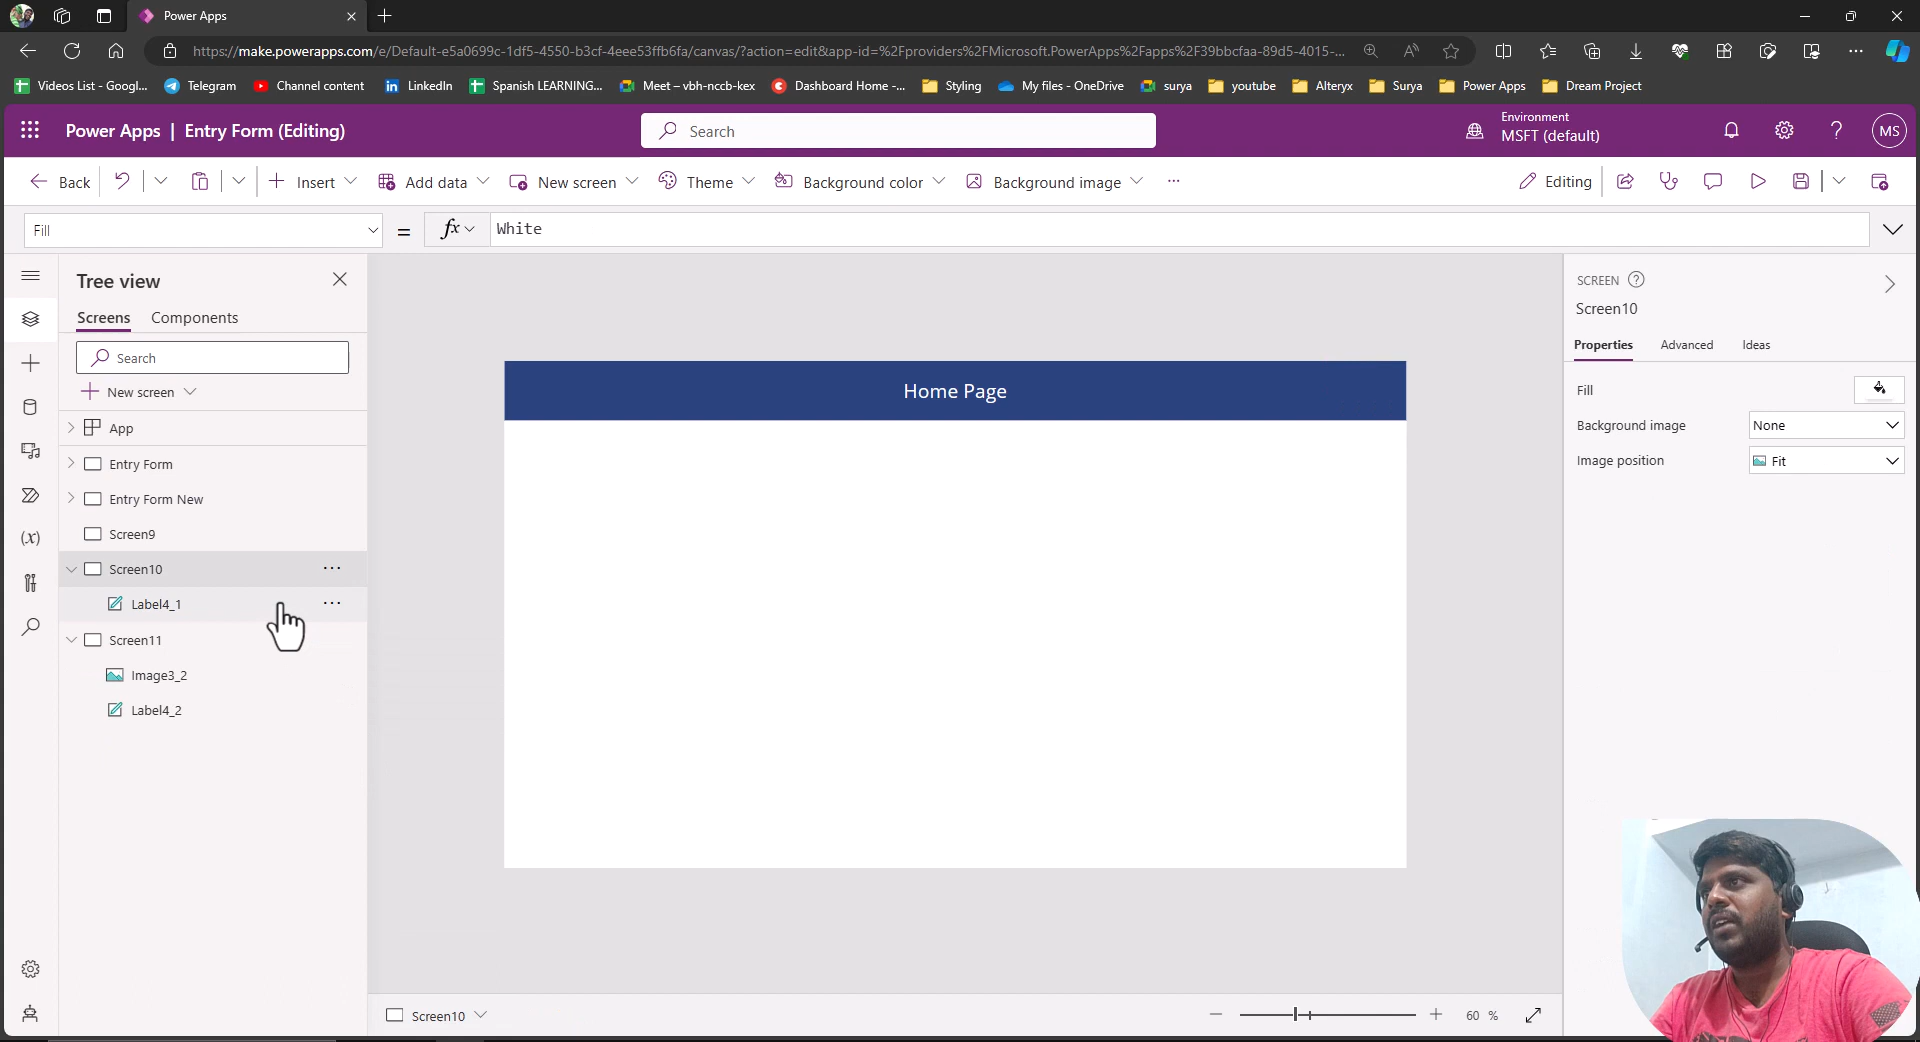 Power Apps
https://make.powerapps.com/e/Default-e5a0699c-1df5-4550-b3cf-4eee53ffb6fa/canvas/?action=edit&app-id=%2Fproviders%2FMicrosoft.PowerApps%2Fapps%2F39bbcfaa-89d5-4015-...
Videos List - Googl... Telegram Channel content LinkedIn Spanish LEARNING... Meet – vbh-nccb-kex Dashboard Home -... Styling My files - OneDrive surya youtube Alteryx Surya Power Apps Dream Project
Power Apps | Entry Form (Editing)
Search
Environment
MSFT (default)
?
MS
Back Insert Add data New screen Theme Background color Background image ... Editing
Fill = fx White
Tree view
Screens Components
Search
New screen
App
Entry Form
Entry Form New
Screen9
Screen10 ...
Label4_1 ...
Screen11
Image3_2
Label4_2
(x)
Home Page
Screen10
60 %
SCREEN ?
Screen10
Properties Advanced Ideas
Fill
Background image None
Image position Fit